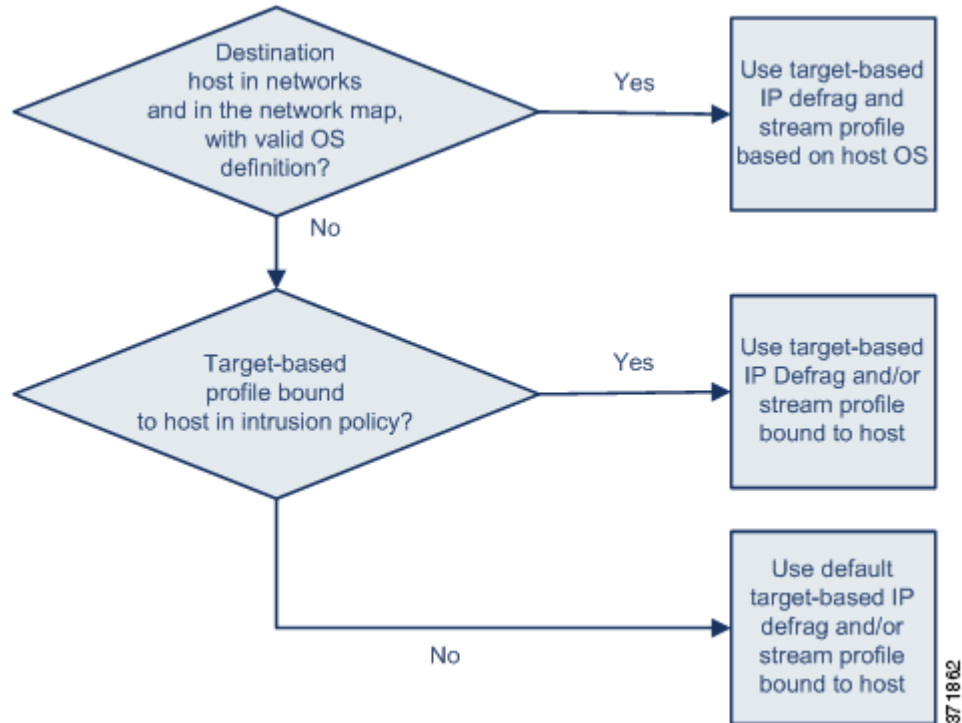 Destination
host in networks
and in the network map,
with valid OS
definition?
Yes
Use target-based
IP defrag and
stream profile
based on host OS
No
Target-based
profile bound
to host in intrusion policy?
Yes
Use target-based
IP Defrag and/or
stream profile
bound to host
No
Use default
target-based IP
defrag and/or
stream profile
bound to host
371862